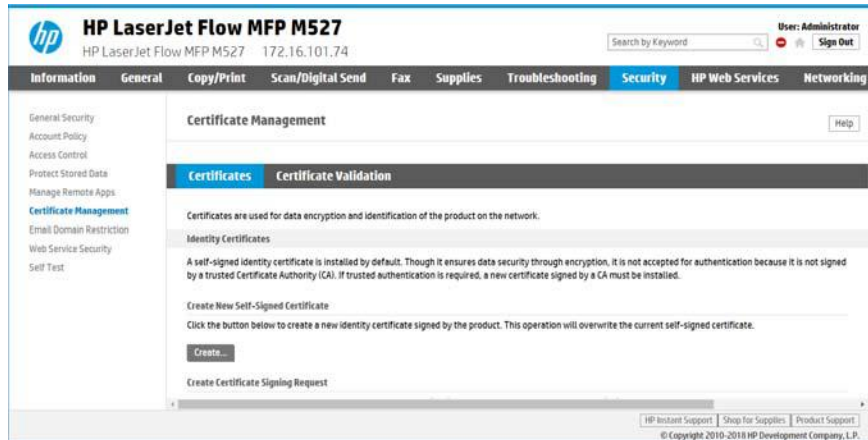 hp
HP LaserJet Flow MFP M527
HP LaserJet Flow MFP M527 172.16.101.74
User: Administrator
Search by Keyword
Sign Out
Information General Copy/Print Scan/Digital Send Fax Supplies Troubleshooting Security HP Web Services Networking
General Security
Account Policy
Access Control
Protect Stored Data
Manage Remote Apps
Certificate Management
Email Domain Restriction
Web Service Security
Self Test
Certificate Management
Help
Certificates Certificate Validation
Certificates are used for data encryption and identification of the product on the network.
Identity Certificates
A self-signed identity certificate is installed by default. Though it ensures data security through encryption, it is not accepted for authentication because it is not signed
by a trusted Certificate Authority (CA). If trusted authentication is required, a new certificate signed by a CA must be installed.
Create New Self-Signed Certificate
Click the button below to create a new identity certificate signed by the product. This operation will overwrite the current self-signed certificate.
Create...
Create Certificate Signing Request
HP Instant Support Shop for Supplies Product Support
© Copyright 2010-2018 HP Development Company, L.P.